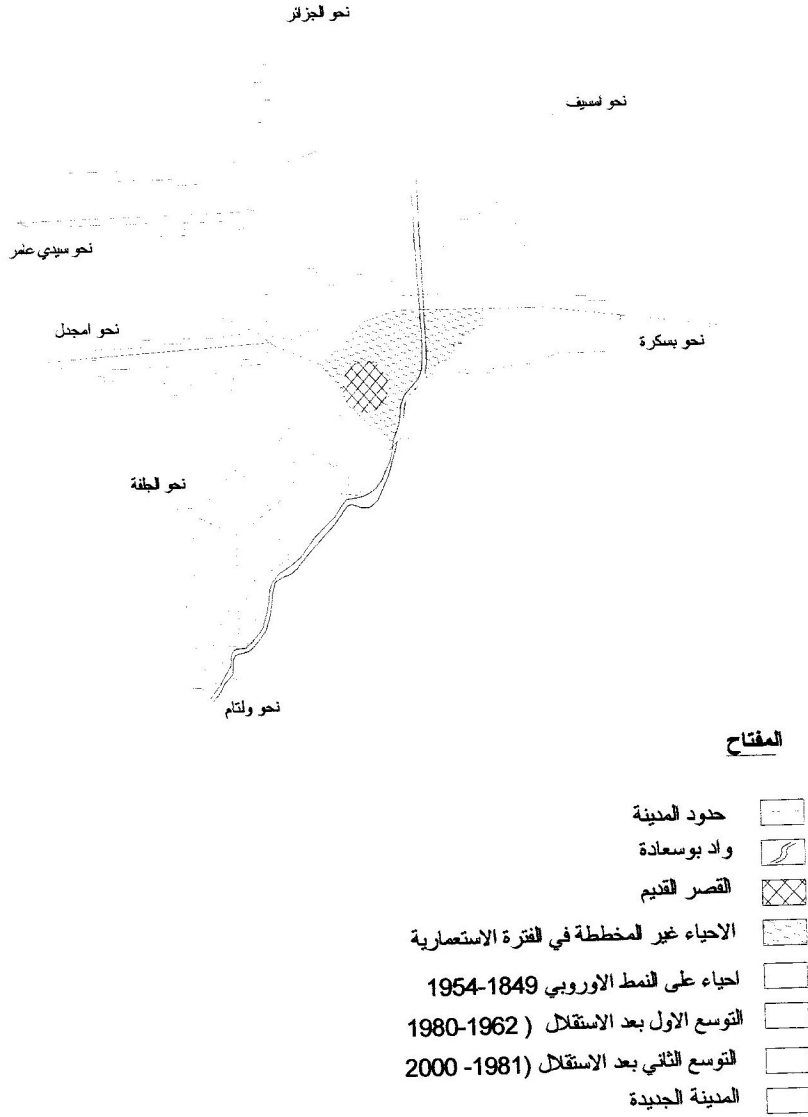 نحو الجزائر
نحو امسيف
نحو سيدي عامر
نحو امجدل
نحو بسكرة
نحو الجلفة
نحو ولتام
المفتاح
حدود المدينة
واد بوسعادة
القصر القديم
الاحياء غير المخططة في الفترة الاستعمارية
احياء على النمط الاوروبي 1849-1954
التوسع الاول بعد الاستقلال ( 1962-1980
التوسع الثاني بعد الاستقلال (1981- 2000
المدينة الجديدة